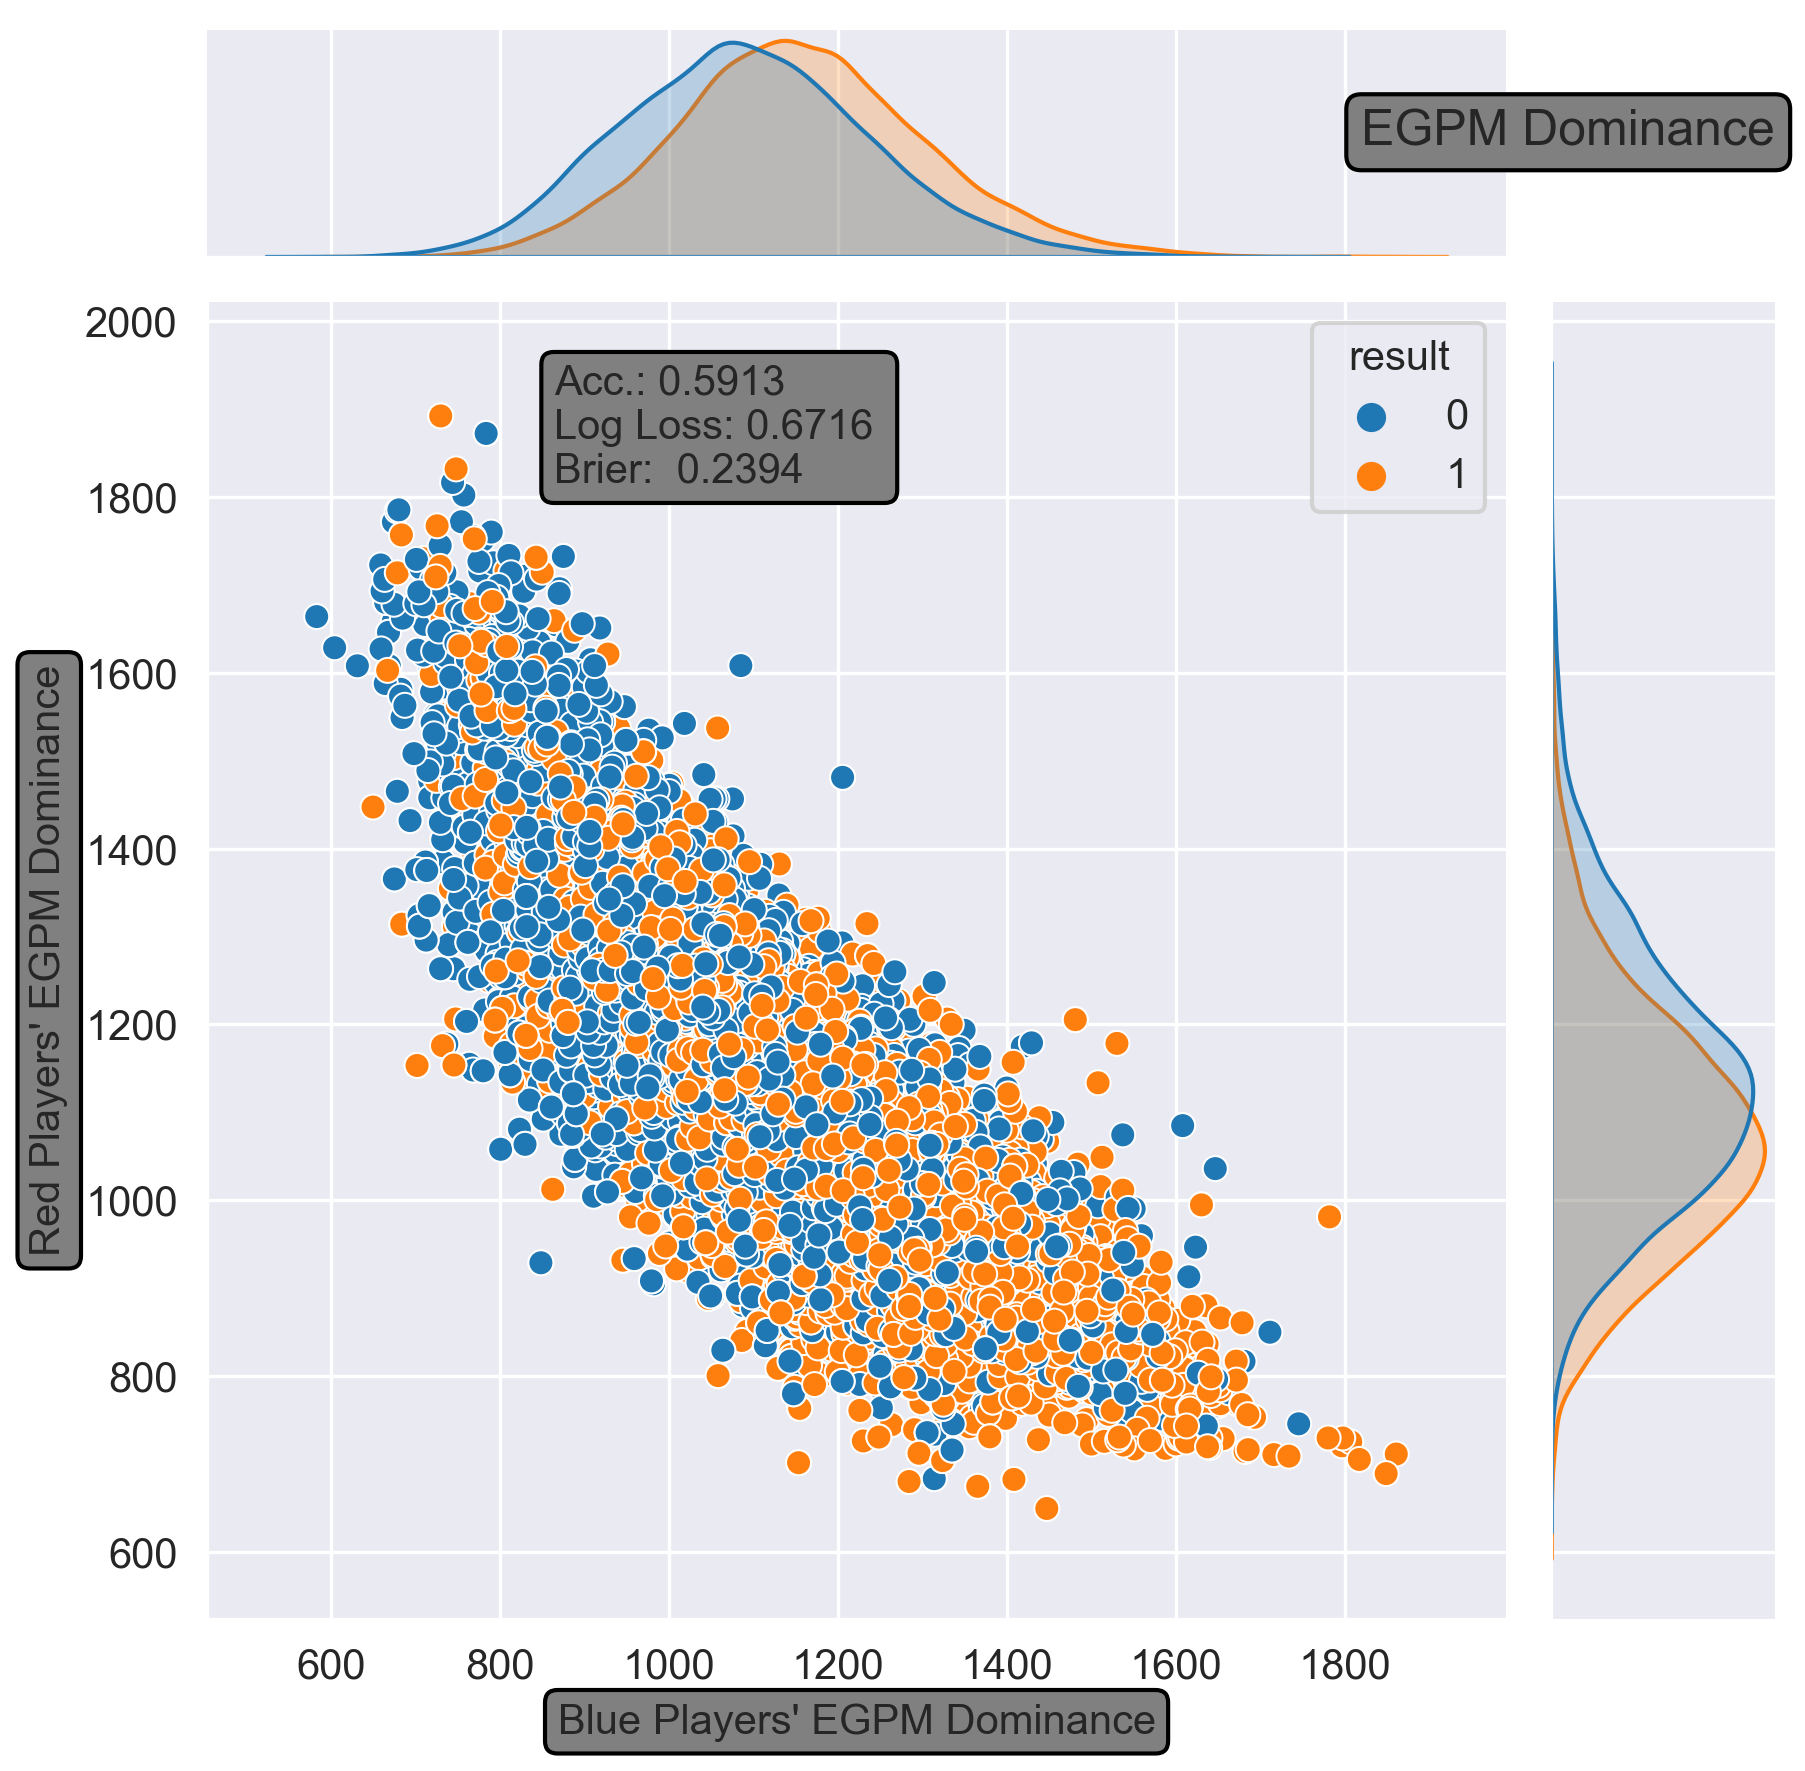 EGPM Dominance
2000
1800
1600
1400
1200
1000
800
600
Red Players' EGPM Dominance
Acc.: 0.5913
Log Loss: 0.6716
Brier:  0.2394
result
0
1
600 800 1000 1200 1400 1600 1800
Blue Players' EGPM Dominance